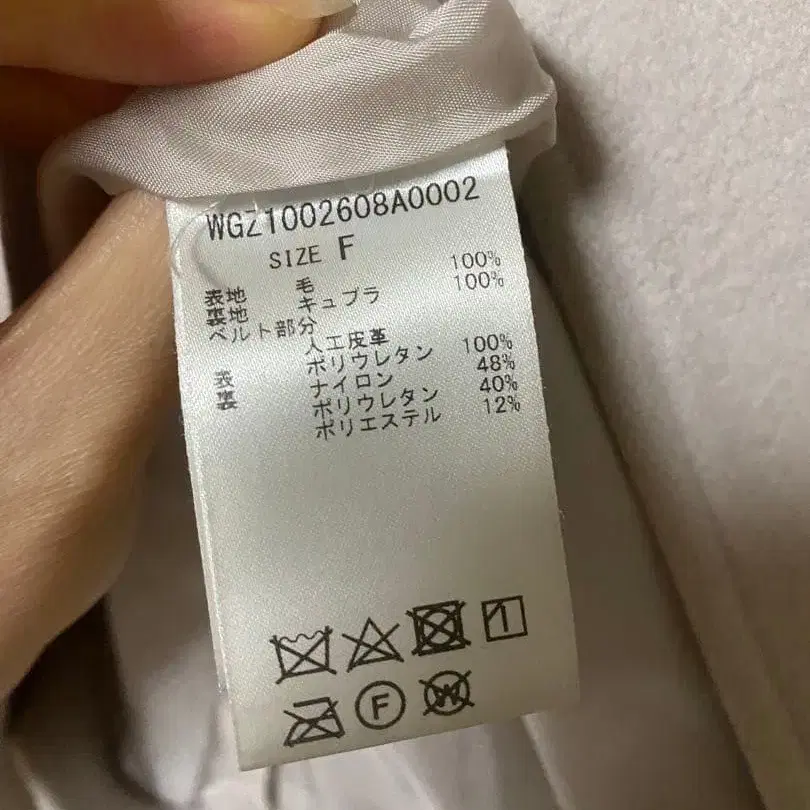 WGZ1002608A0002
SIZE F
表地 毛 100%
裏地 キュプラ 100%
ベルト部分
人工皮革
表 ポリウレタン 100%
裏 ナイロン 48%
ポリウレタン 40%
ポリエステル 12%
F
W